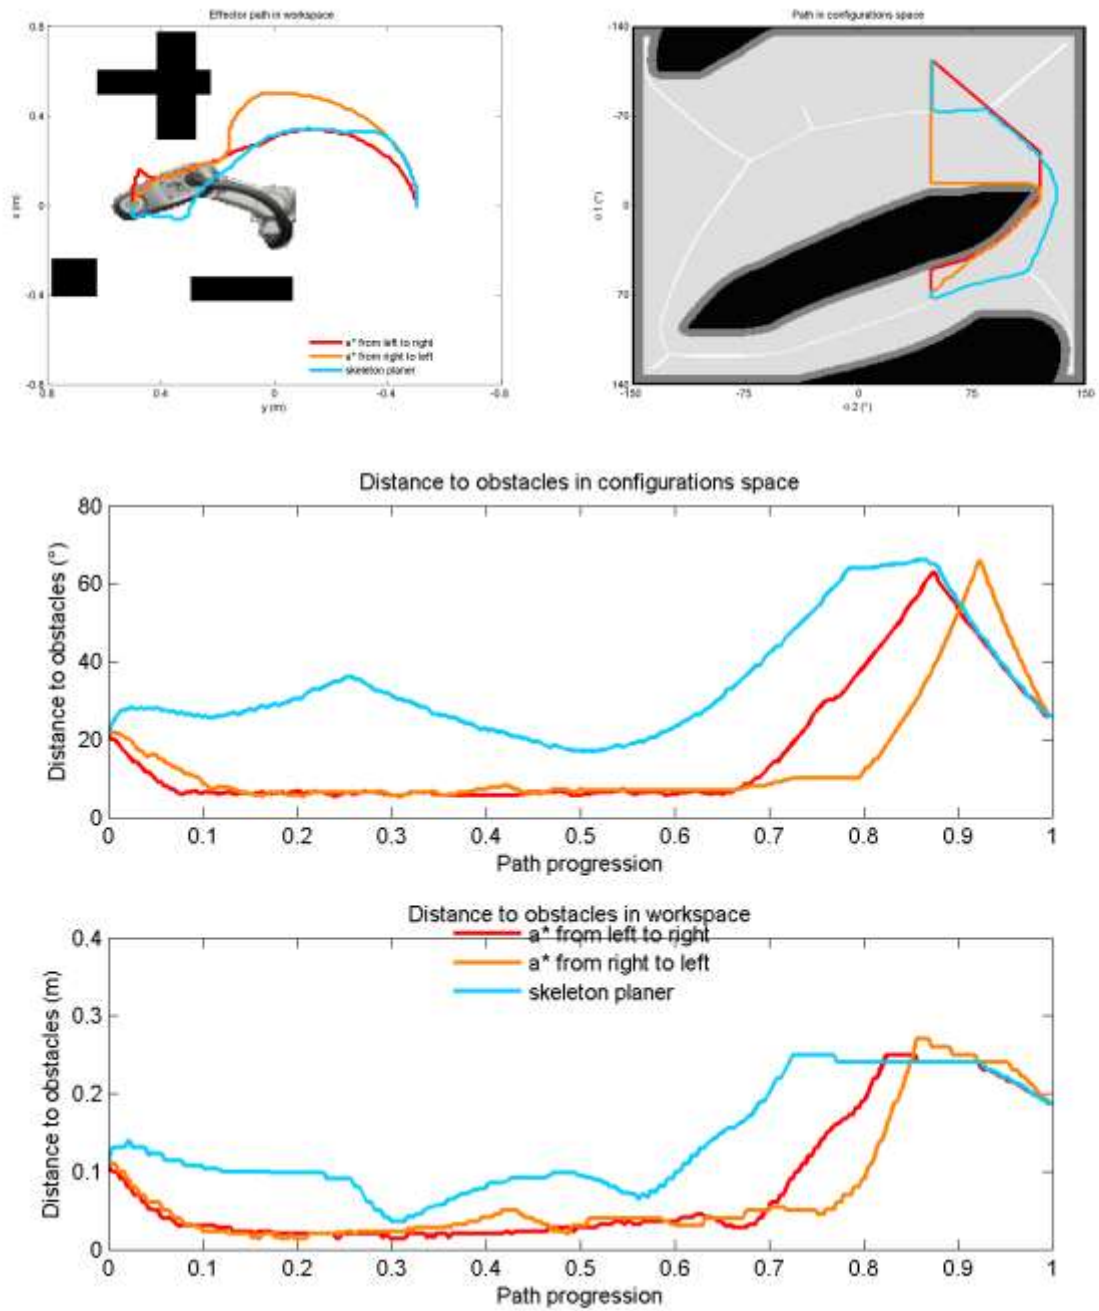 Effector path in workspace
0.8
0.4
0
-0.4
-0.8
x (m)
0.8
0.4
0
-0.4
-0.8
y (m)
a* from left to right
a* from right to left
skeleton planer
Path in configurations space
-140
-70
0
70
140
-150
-75
0
75
150
Distance to obstacles in configurations space
80
60
40
20
0
Distance to obstacles (°)
0 0.1 0.2 0.3 0.4 0.5 0.6 0.7 0.8 0.9 1
Path progression
Distance to obstacles in workspace
a* from left to right
a* from right to left
skeleton planer
0.4
0.3
0.2
0.1
0
Distance to obstacles (m)
0 0.1 0.2 0.3 0.4 0.5 0.6 0.7 0.8 0.9 1
Path progression